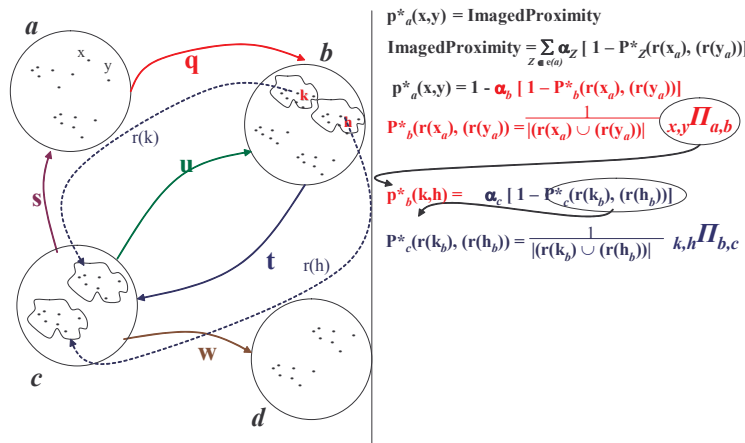 a
x
y
q
b
k
h
r(k)
u
s
t
r(h)
c
w
d
p*a(x,y) = ImagedProximity
ImagedProximity = ∑ Z∈e(a) αZ [ 1 – P*Z(r(xa), (r(ya))]
p*a(x,y) = 1 - αb [ 1 – P*b(r(xa), (r(ya))]
P*b(r(xa), (r(ya)) = 1 / |(r(xa) ∪ (r(ya))| x,yΠa,b
p*b(k,h) = αc [ 1 – P*c(r(kb), (r(hb))]
P*c(r(kb), (r(hb)) = 1 / |(r(kb) ∪ (r(hb))| k,hΠb,c